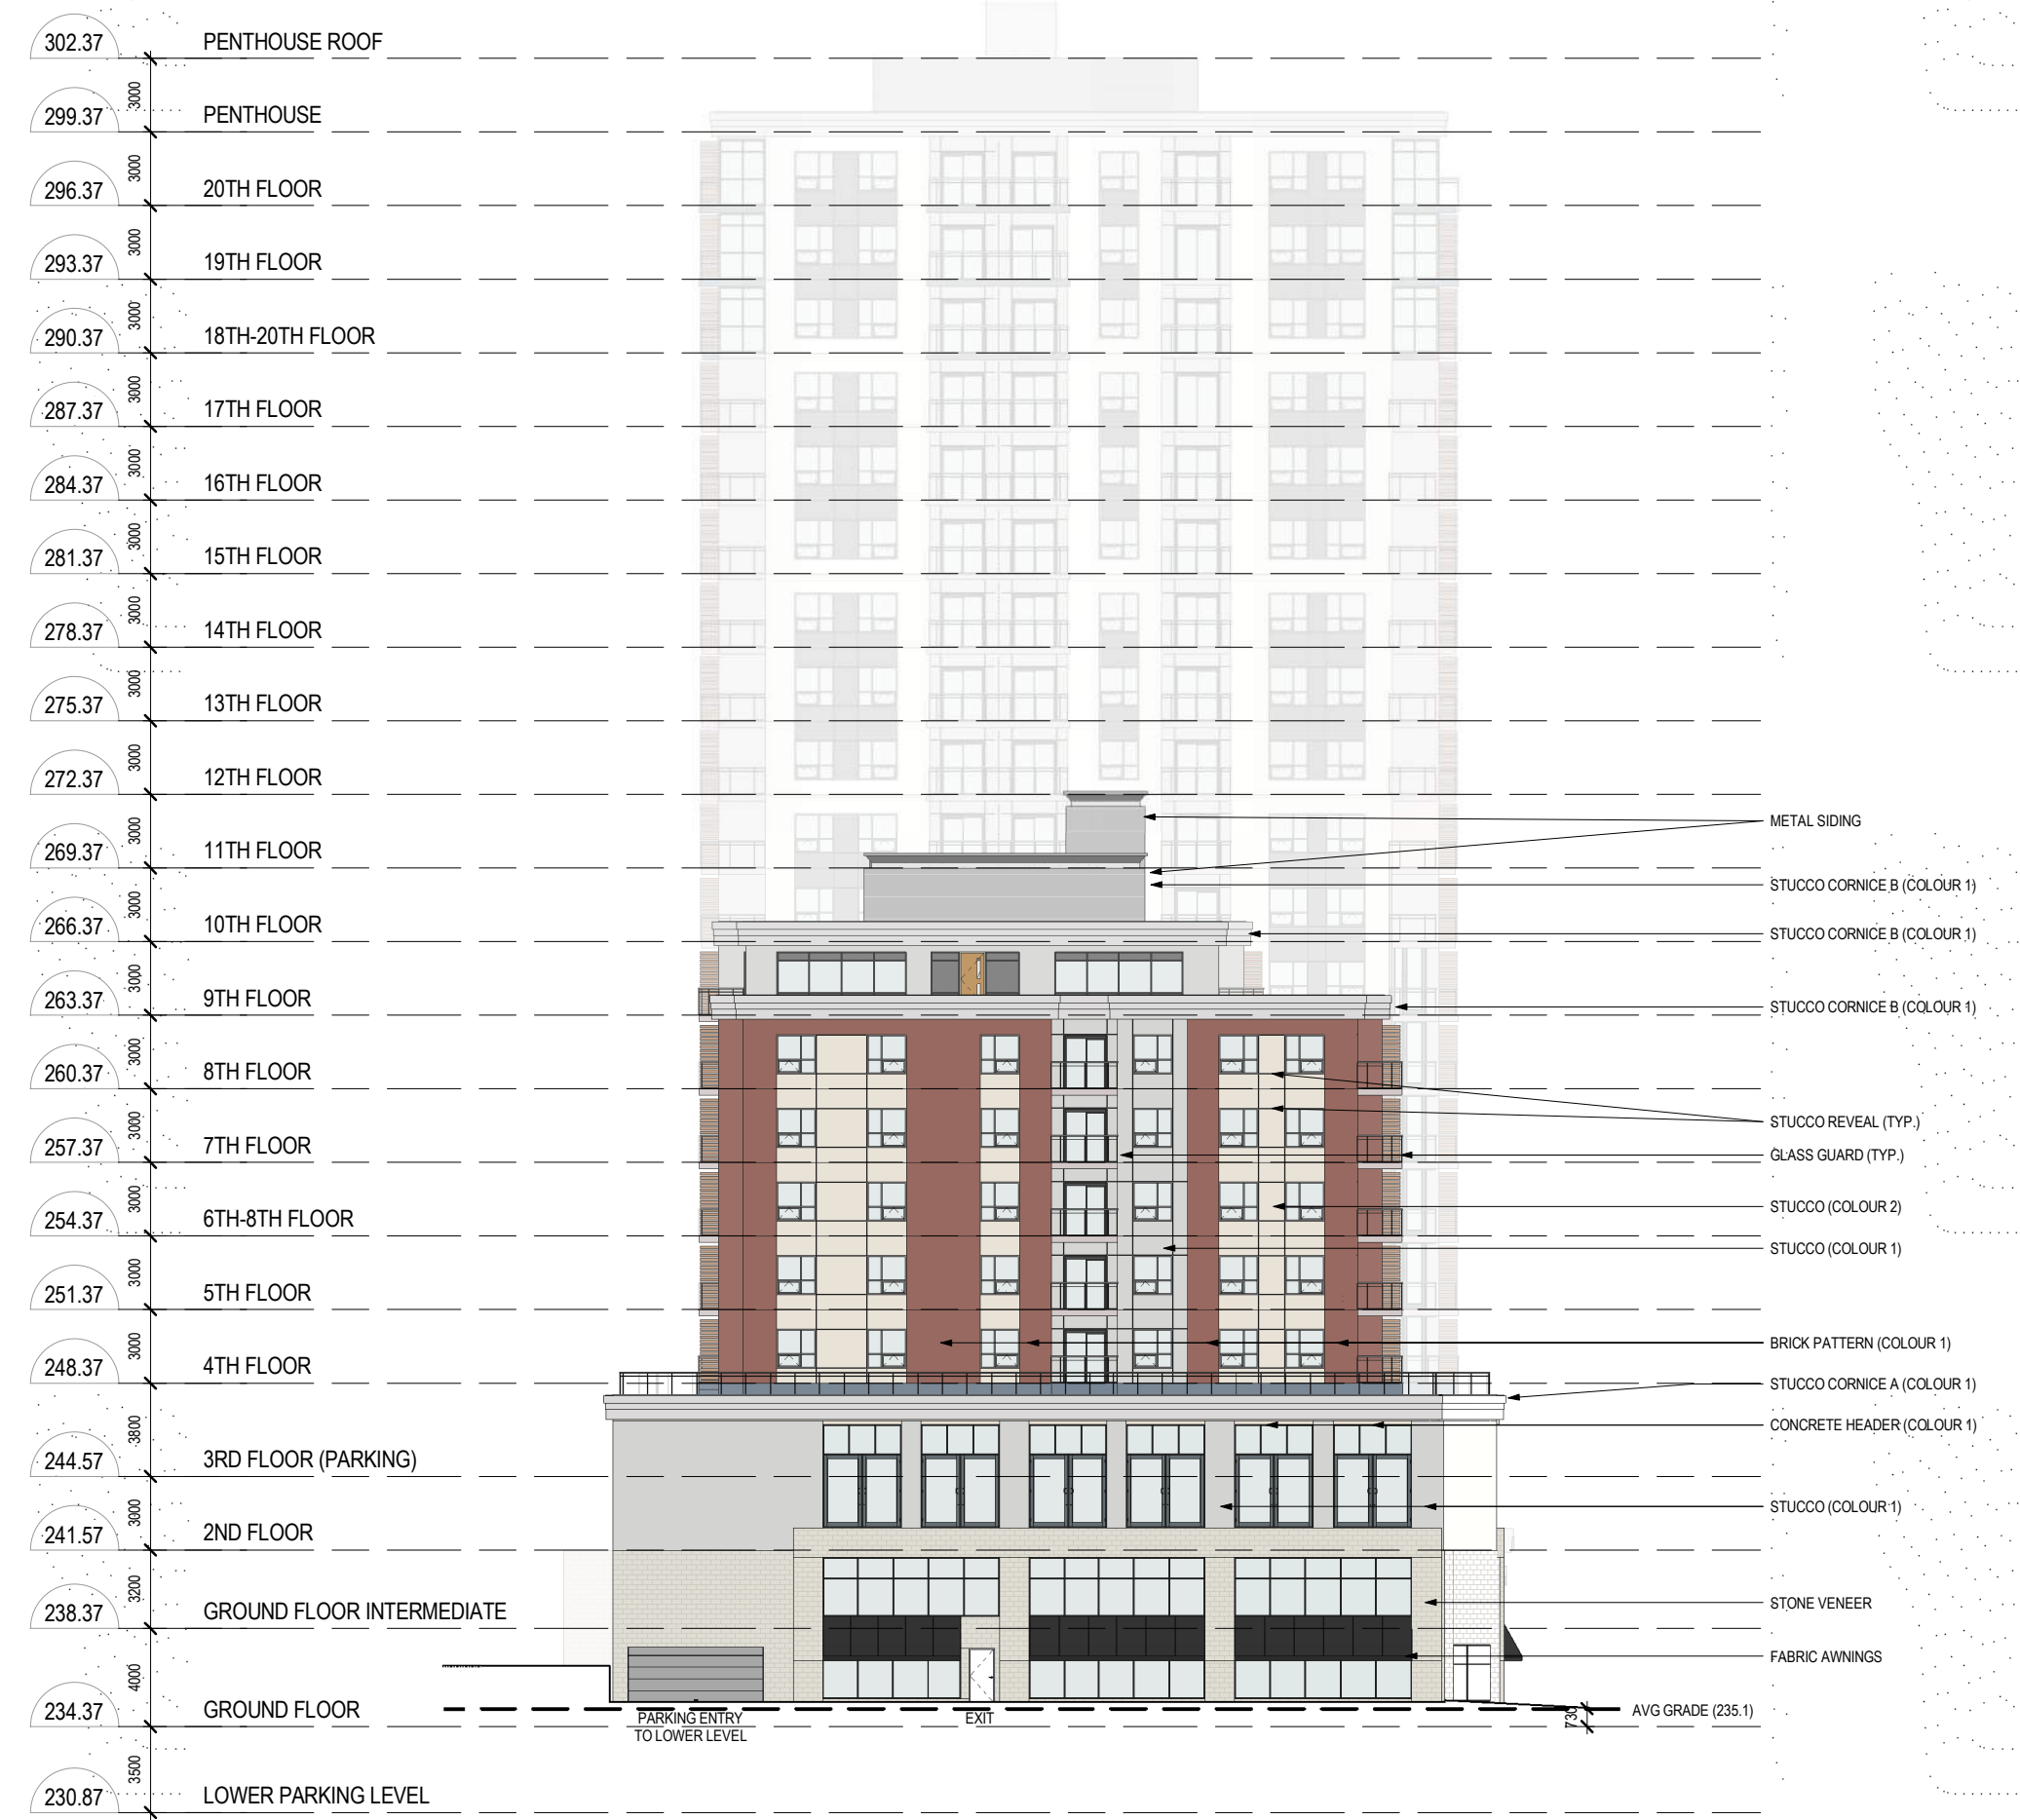 302.37 PENTHOUSE ROOF
3000
299.37 PENTHOUSE
3000
296.37 20TH FLOOR
3000
293.37 19TH FLOOR
3000
290.37 18TH-20TH FLOOR
3000
287.37 17TH FLOOR
3000
284.37 16TH FLOOR
3000
281.37 15TH FLOOR
3000
278.37 14TH FLOOR
3000
275.37 13TH FLOOR
3000
272.37 12TH FLOOR
3000
METAL SIDING
269.37 11TH FLOOR
3000
STUCCO CORNICE B (COLOUR 1)
266.37 10TH FLOOR
STUCCO CORNICE B (COLOUR 1)
3000
263.37 9TH FLOOR
STUCCO CORNICE B (COLOUR 1)
3000
260.37 8TH FLOOR
3000
STUCCO REVEAL (TYP.)
257.37 7TH FLOOR
GLASS GUARD (TYP.)
3000
STUCCO (COLOUR 2)
254.37 6TH-8TH FLOOR
STUCCO (COLOUR 1)
3000
251.37 5TH FLOOR
3000
BRICK PATTERN (COLOUR 1)
248.37 4TH FLOOR
STUCCO CORNICE A (COLOUR 1)
3800
CONCRETE HEADER (COLOUR 1)
244.57 3RD FLOOR (PARKING)
3000
STUCCO (COLOUR 1)
241.57 2ND FLOOR
3200
STONE VENEER
238.37 GROUND FLOOR INTERMEDIATE
FABRIC AWNINGS
4000
234.37 GROUND FLOOR
PARKING ENTRY
TO LOWER LEVEL
EXIT
730
AVG GRADE (235.1)
3500
230.87 LOWER PARKING LEVEL